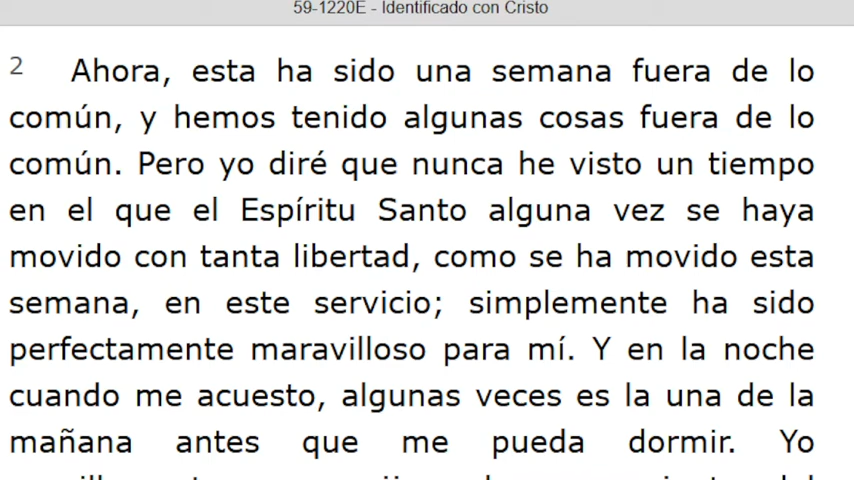 59-1220E - Identificado con Cristo
2 Ahora, esta ha sido una semana fuera de lo
común, y hemos tenido algunas cosas fuera de lo
común. Pero yo diré que nunca he visto un tiempo
en el que el Espíritu Santo alguna vez se haya
movido con tanta libertad, como se ha movido esta
semana, en este servicio; simplemente ha sido
perfectamente maravilloso para mí. Y en la noche
cuando me acuesto, algunas veces es la una de la
mañana antes que me pueda dormir. Yo